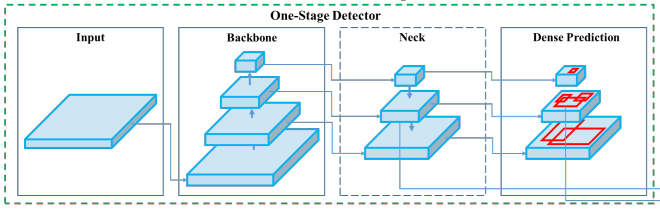 One-Stage Detector
Input
Backbone
Neck
Dense Prediction